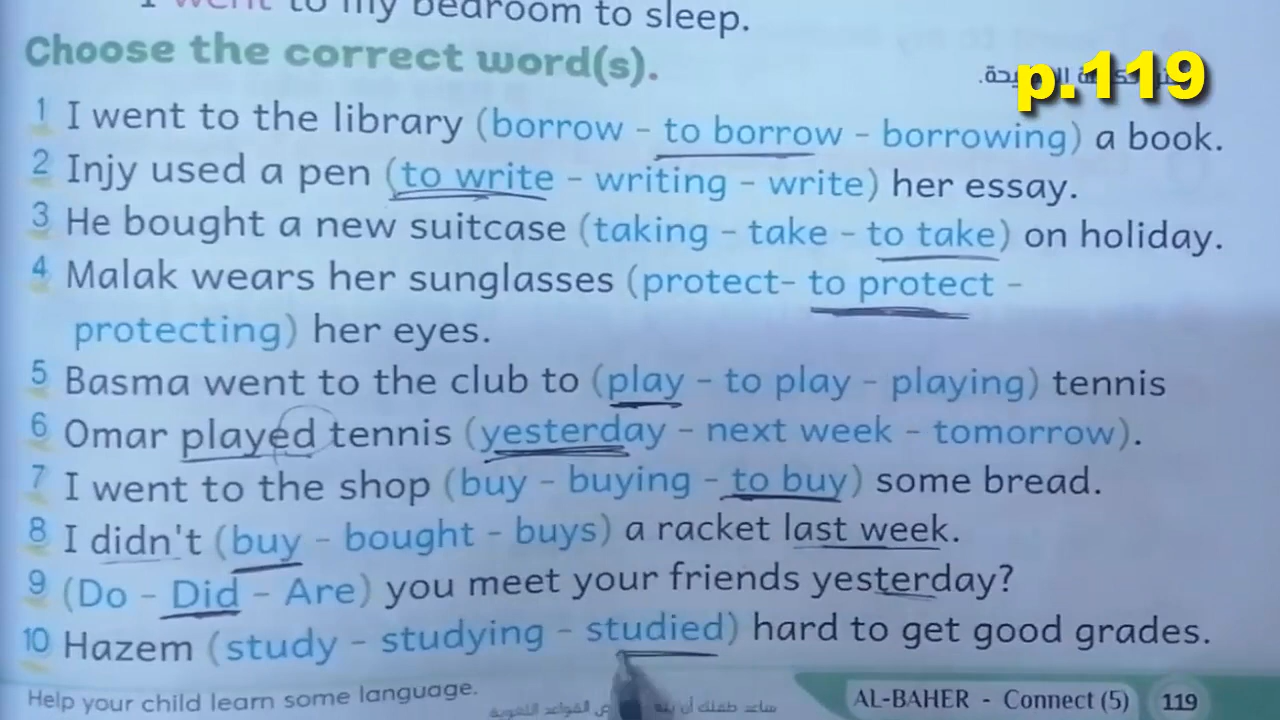 I went to my bedroom to sleep.
Choose the correct word(s).
p.119
1 I went to the library (borrow - to borrow - borrowing) a book.
2 Injy used a pen (to write - writing - write) her essay.
3 He bought a new suitcase (taking - take - to take) on holiday.
4 Malak wears her sunglasses (protect- to protect -
protecting) her eyes.
5 Basma went to the club to (play - to play - playing) tennis
6 Omar played tennis (yesterday - next week - tomorrow).
7 I went to the shop (buy - buying - to buy) some bread.
8 I didn't (buy - bought - buys) a racket last week.
9 (Do - Did - Are) you meet your friends yesterday?
10 Hazem (study - studying - studied) hard to get good grades.
Help your child learn some language.
ساعد طفلك أن القواعد اللغوية
AL-BAHER - Connect (5) 119